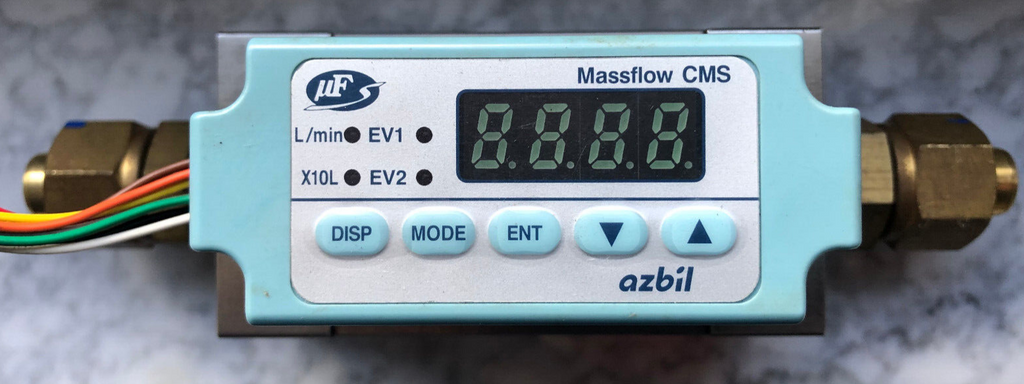 µF S
Massflow CMS
8.8.8.8.
L/min EV1
X10L EV2
DISP MODE ENT ▼ ▲
azbil